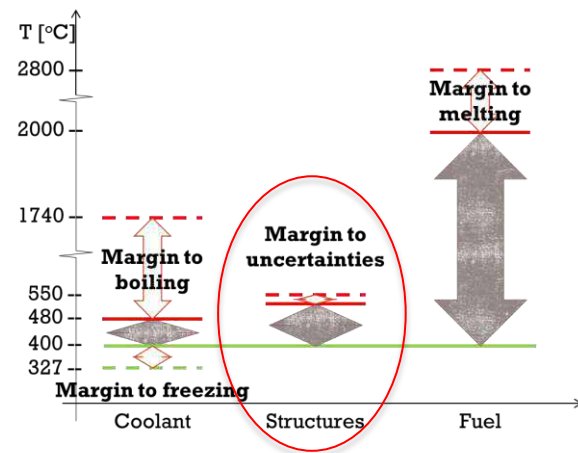 T [°C]
2800
2000
1740
550
480
400
327
Margin to
boiling
Margin to freezing
Margin to
uncertainties
Margin to
melting
Coolant
Structures
Fuel